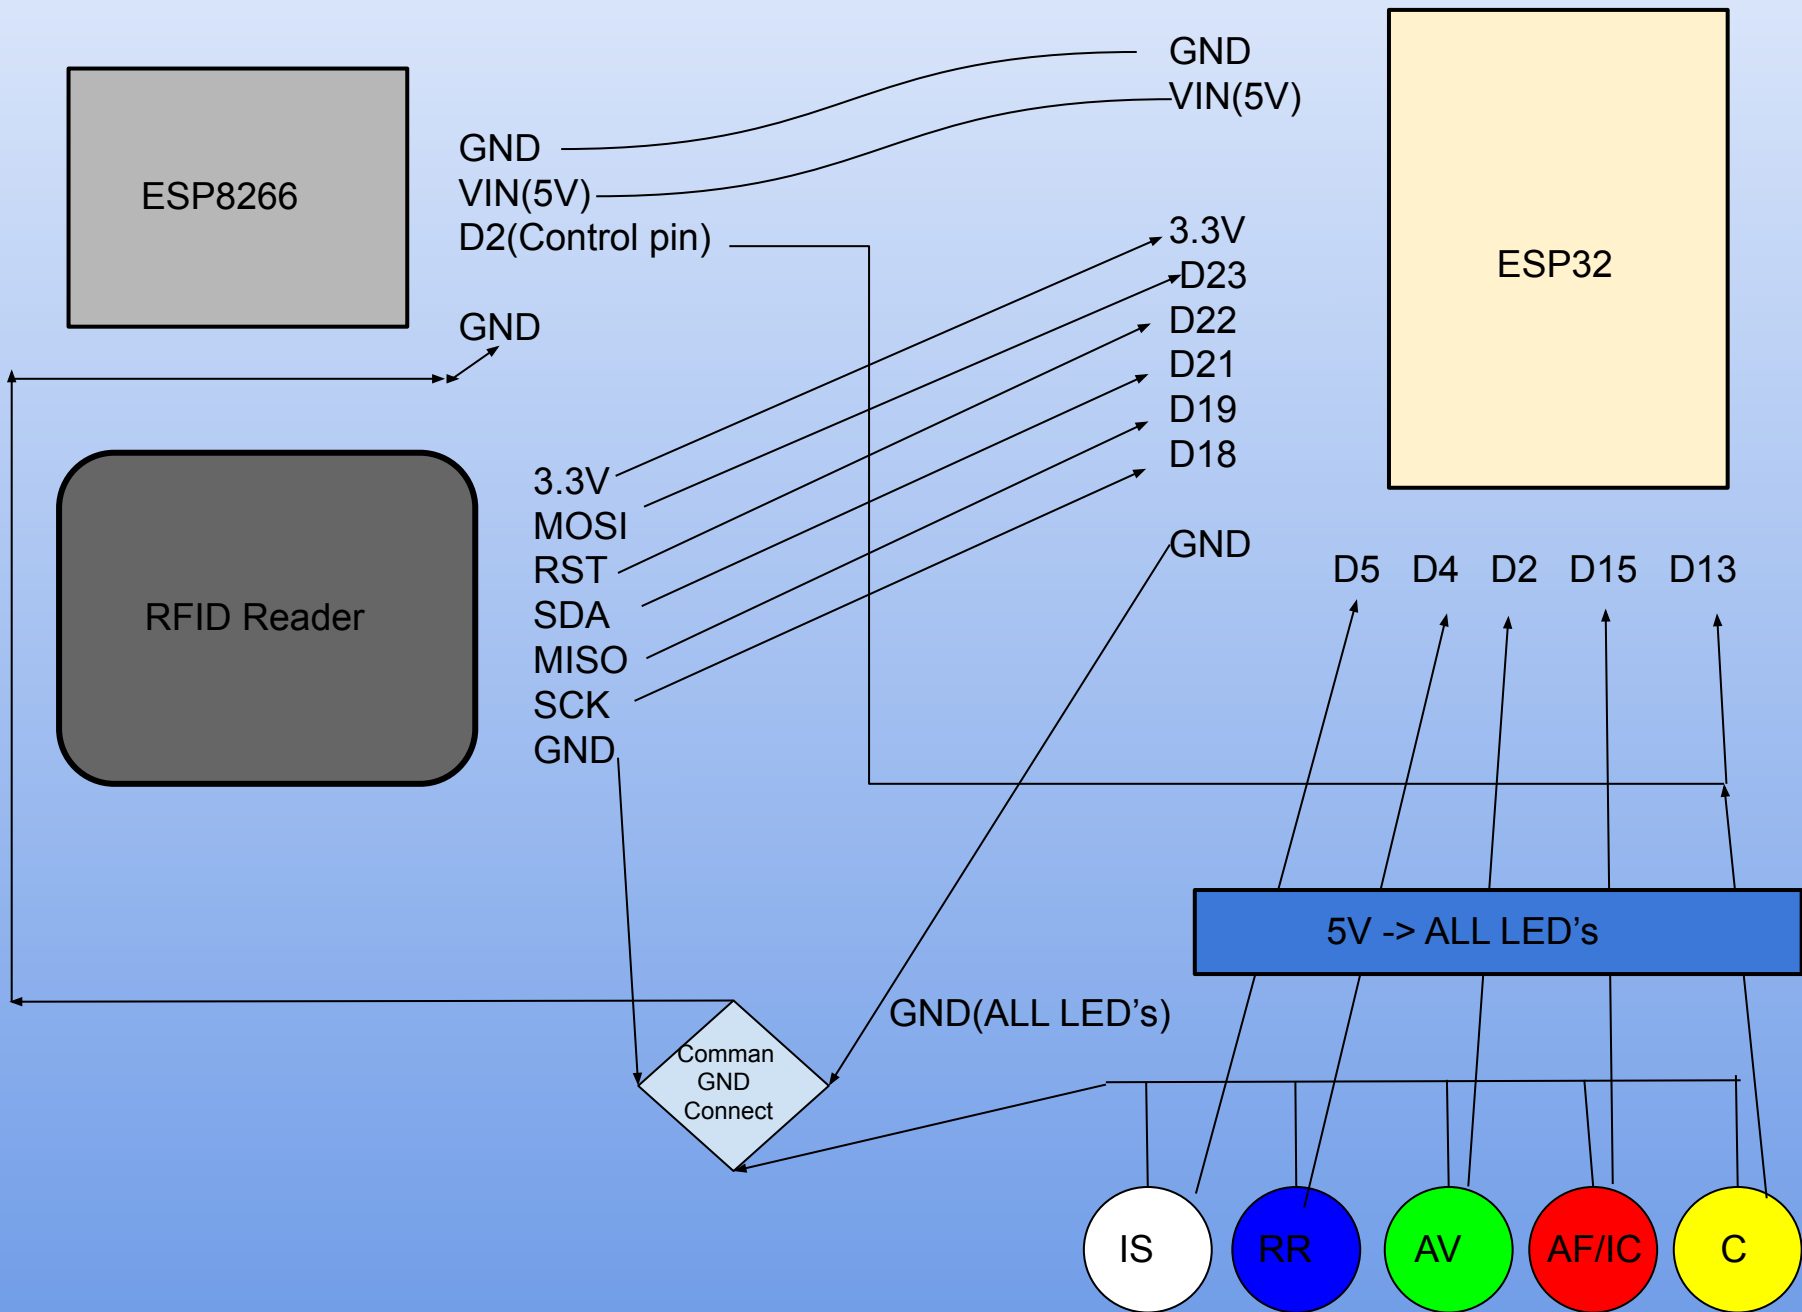 ESP8266
GND
VIN(5V)
D2(Control pin)
GND
GND
VIN(5V)
3.3V
D23
D22
D21
D19
D18
GND
ESP32
D5 D4 D2 D15 D13
RFID Reader
3.3V
MOSI
RST
SDA
MISO
SCK
GND
5V -> ALL LED’s
GND(ALL LED’s)
Comman
GND
Connect
IS
RR
AV
AF/IC
C